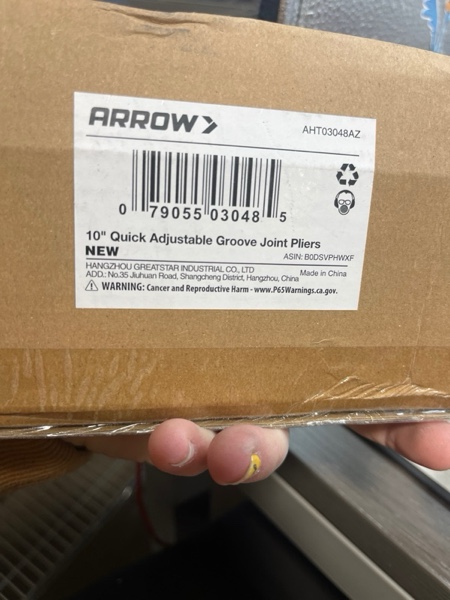 ARROW
AHT03048AZ
0 79055 03048 5
10" Quick Adjustable Groove Joint Pliers
NEW
ASIN: B0DSVPHWXF
HANGZHOU GREATSTAR INDUSTRIAL CO., LTD
ADD.: No.35 Jiuhuan Road, Shangcheng District, Hangzhou, China
Made in China
WARNING: Cancer and Reproductive Harm - www.P65Warnings.ca.gov.